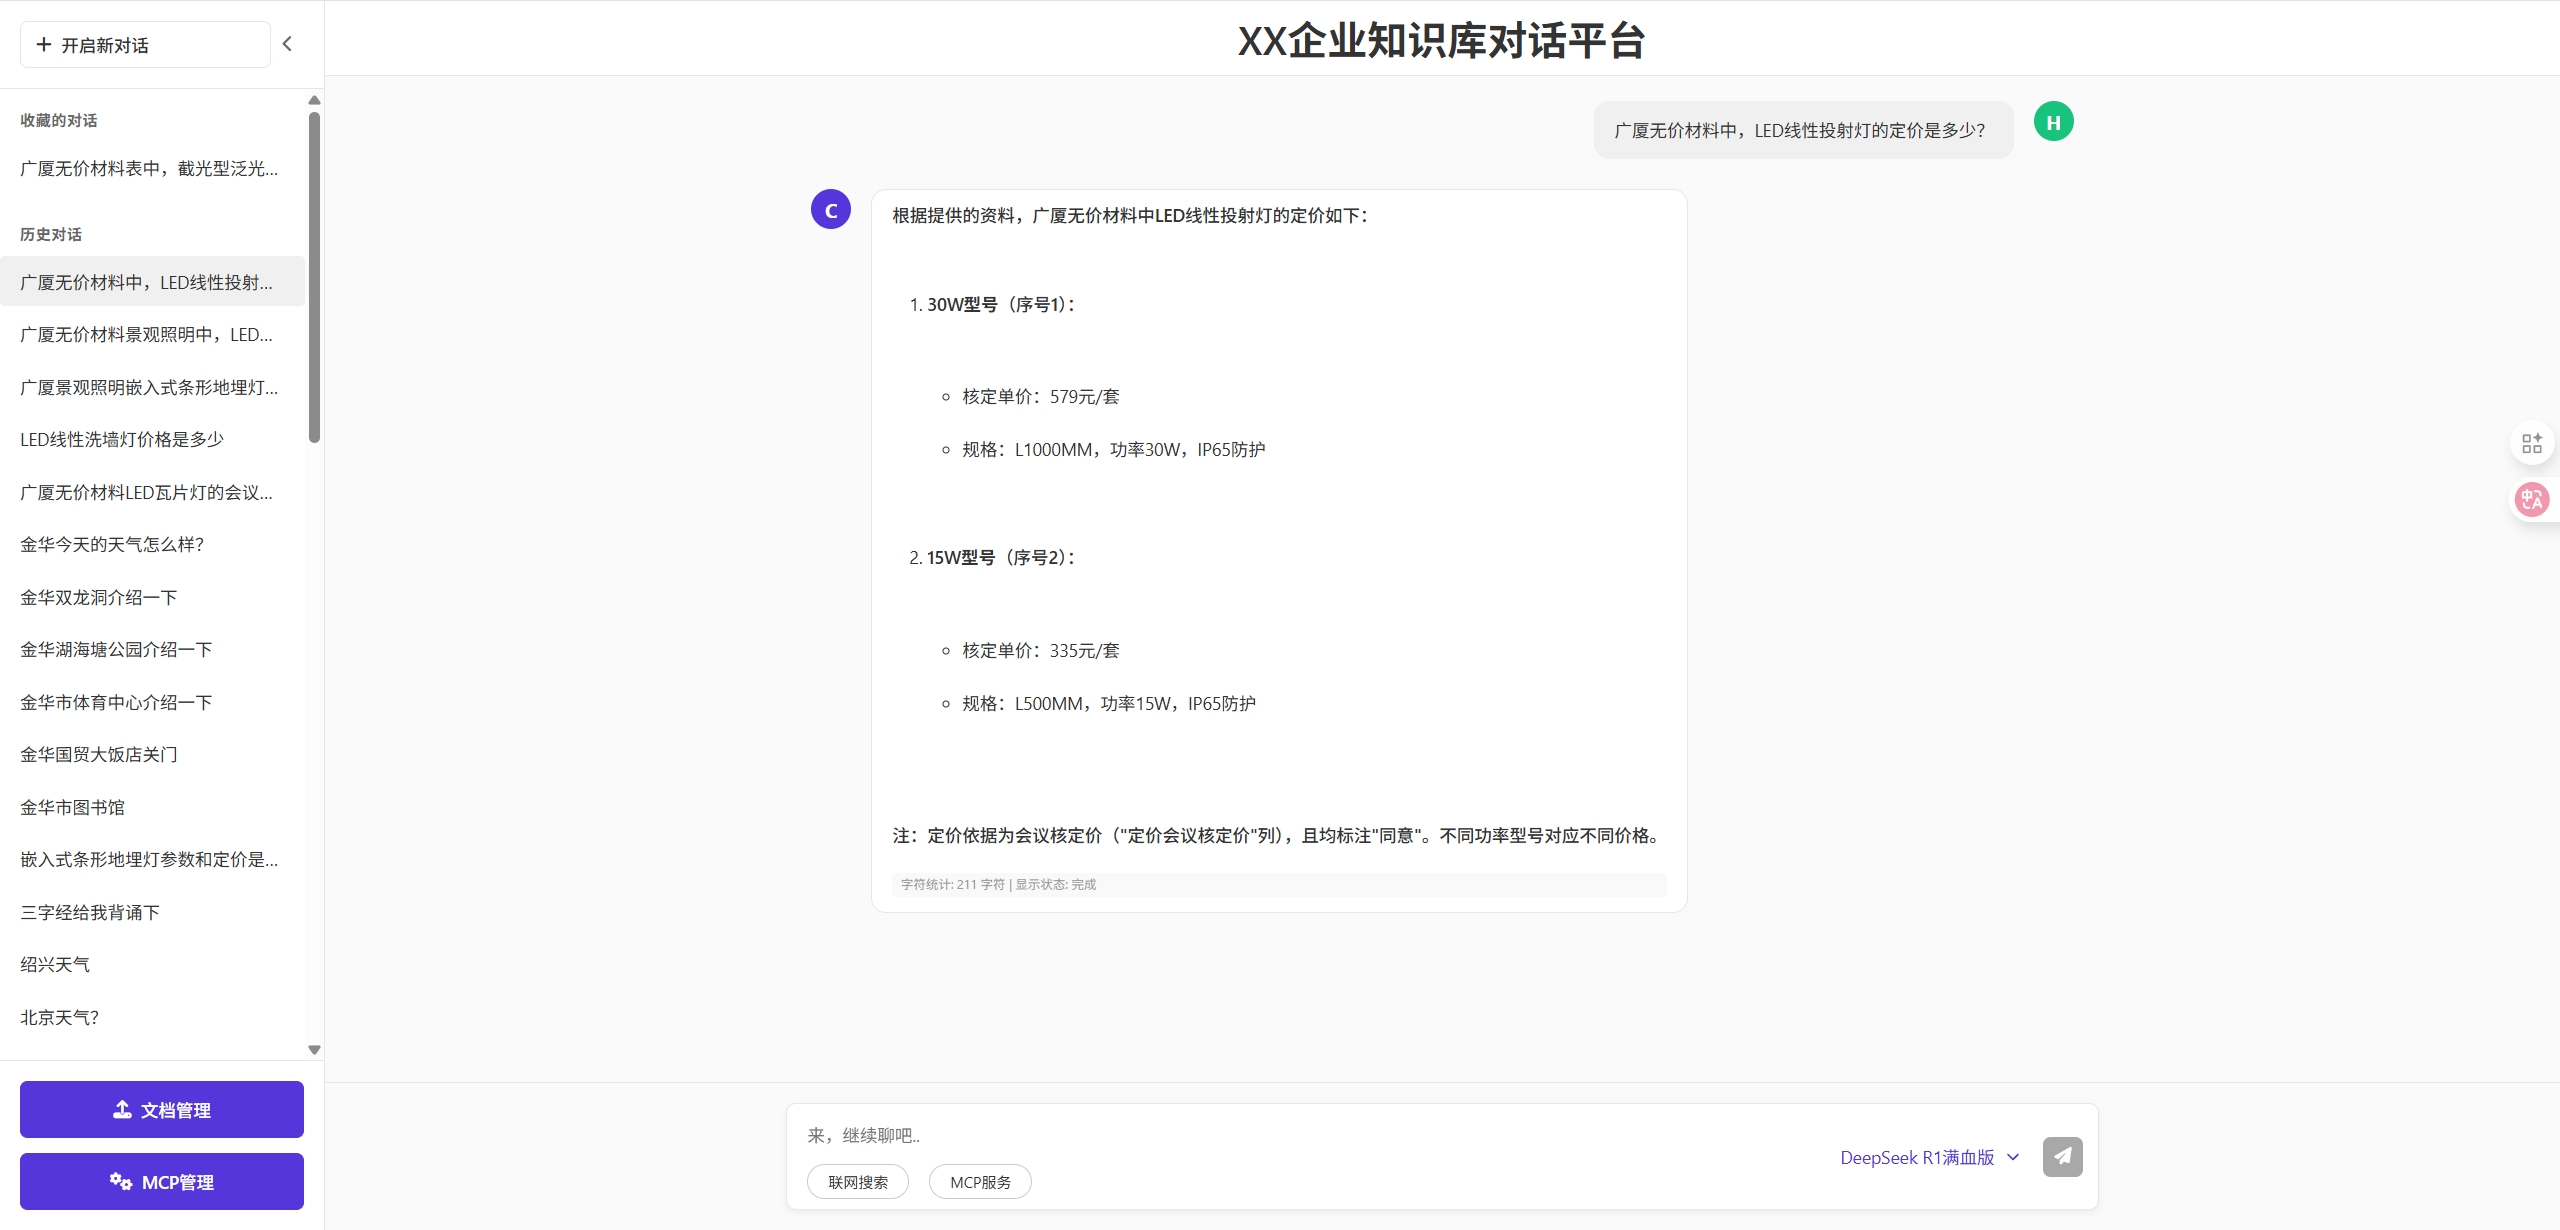 开启新对话
收藏的对话
广厦无价材料表中，截光型泛光...
历史对话
广厦无价材料中，LED线性投射...
广厦无价材料景观照明中，LED...
广厦景观照明嵌入式条形地埋灯...
LED线性洗墙灯价格是多少
广厦无价材料LED瓦片灯的会议...
金华今天的天气怎么样？
金华双龙洞介绍一下
金华湖海塘公园介绍一下
金华市体育中心介绍一下
金华国贸大饭店关门
金华市图书馆
嵌入式条形地埋灯参数和定价是...
三字经给我背诵下
绍兴天气
北京天气？
文档管理
MCP管理
XX企业知识库对话平台
广厦无价材料中，LED线性投射灯的定价是多少？
H
C
根据提供的资料，广厦无价材料中LED线性投射灯的定价如下：
1. 30W型号（序号1）：
核定单价：579元/套
规格：L1000MM，功率30W，IP65防护
2. 15W型号（序号2）：
核定单价：335元/套
规格：L500MM，功率15W，IP65防护
注：定价依据为会议核定价（"定价会议核定价"列），且均标注"同意"。不同功率型号对应不同价格。
字符统计: 211 字符 | 显示状态: 完成
来，继续聊吧..
联网搜索
MCP服务
DeepSeek R1满血版
中A